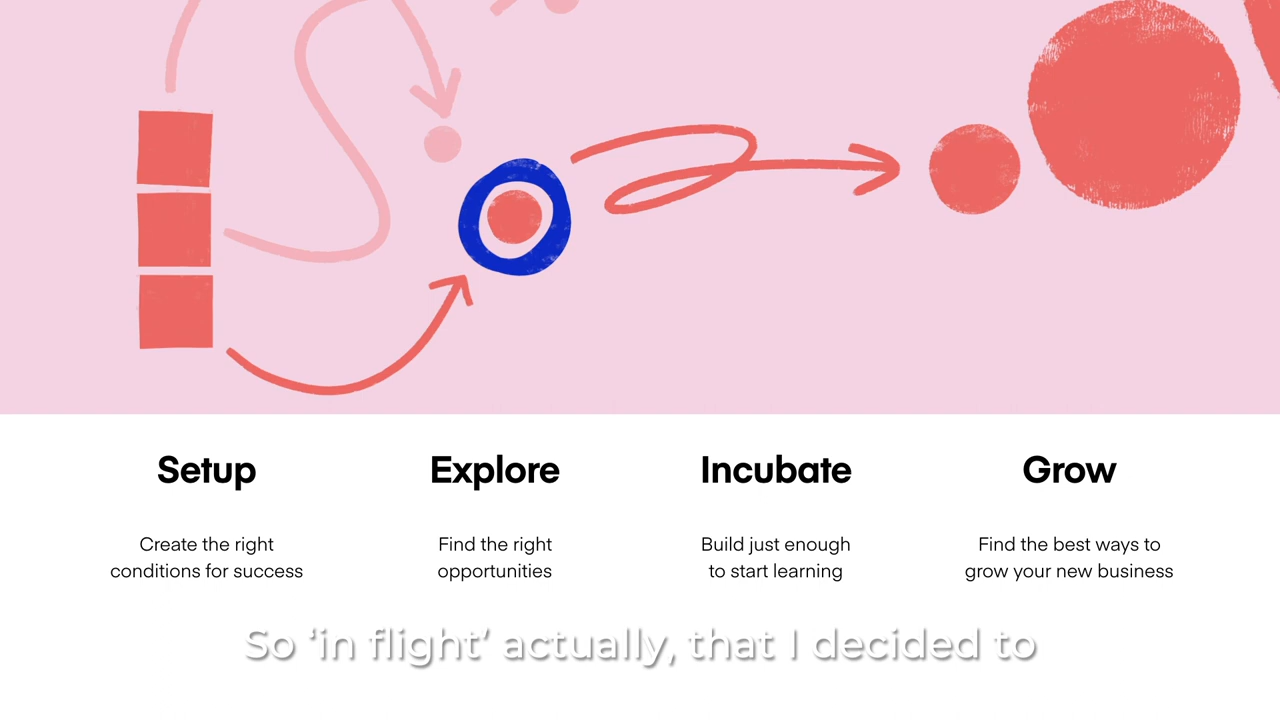 Setup
Explore
Incubate
Grow
Create the right
conditions for success
Find the right
opportunities
Build just enough
to start learning
Find the best ways to
grow your new business
So ‘in flight’ actually, that I decided to